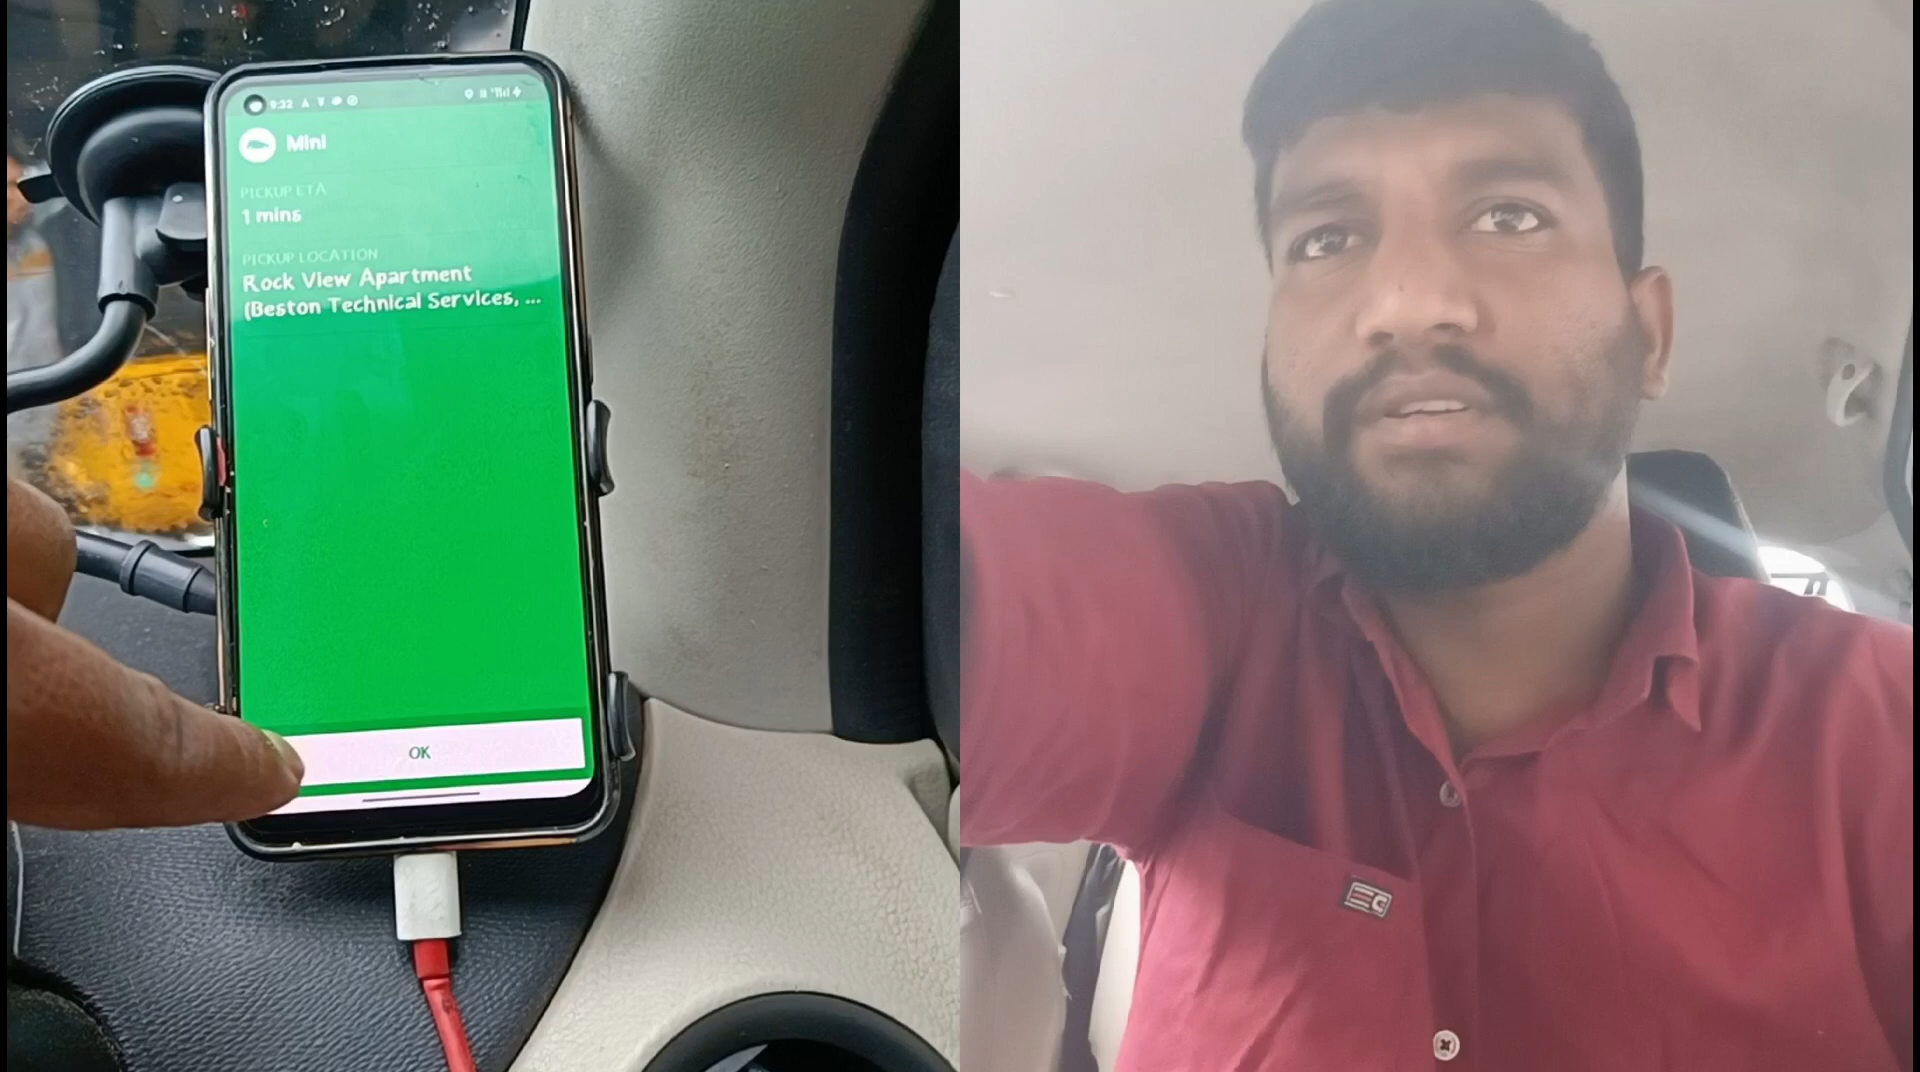 9:32
Mini
PICKUP ETA
1 mins
PICKUP LOCATION
Rock View Apartment
(Beston Technical Services, ...
OK